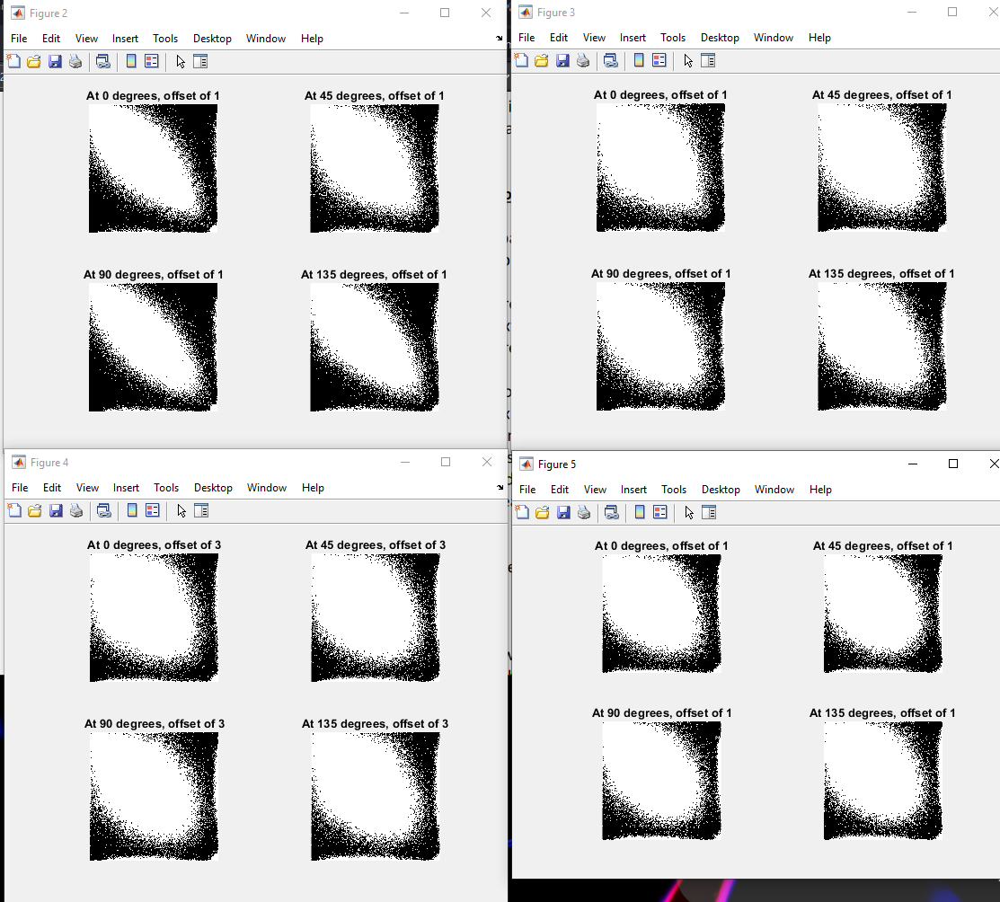 Figure 2
File Edit View Insert Tools Desktop Window Help
At 0 degrees, offset of 1
At 45 degrees, offset of 1
At 90 degrees, offset of 1
At 135 degrees, offset of 1
Figure 3
File Edit View Insert Tools Desktop Window Help
At 0 degrees, offset of 1
At 45 degrees, offset of 1
At 90 degrees, offset of 1
At 135 degrees, offset of 1
Figure 4
File Edit View Insert Tools Desktop Window Help
At 0 degrees, offset of 3
At 45 degrees, offset of 3
At 90 degrees, offset of 3
At 135 degrees, offset of 3
Figure 5
File Edit View Insert Tools Desktop Window Help
At 0 degrees, offset of 1
At 45 degrees, offset of 1
At 90 degrees, offset of 1
At 135 degrees, offset of 1